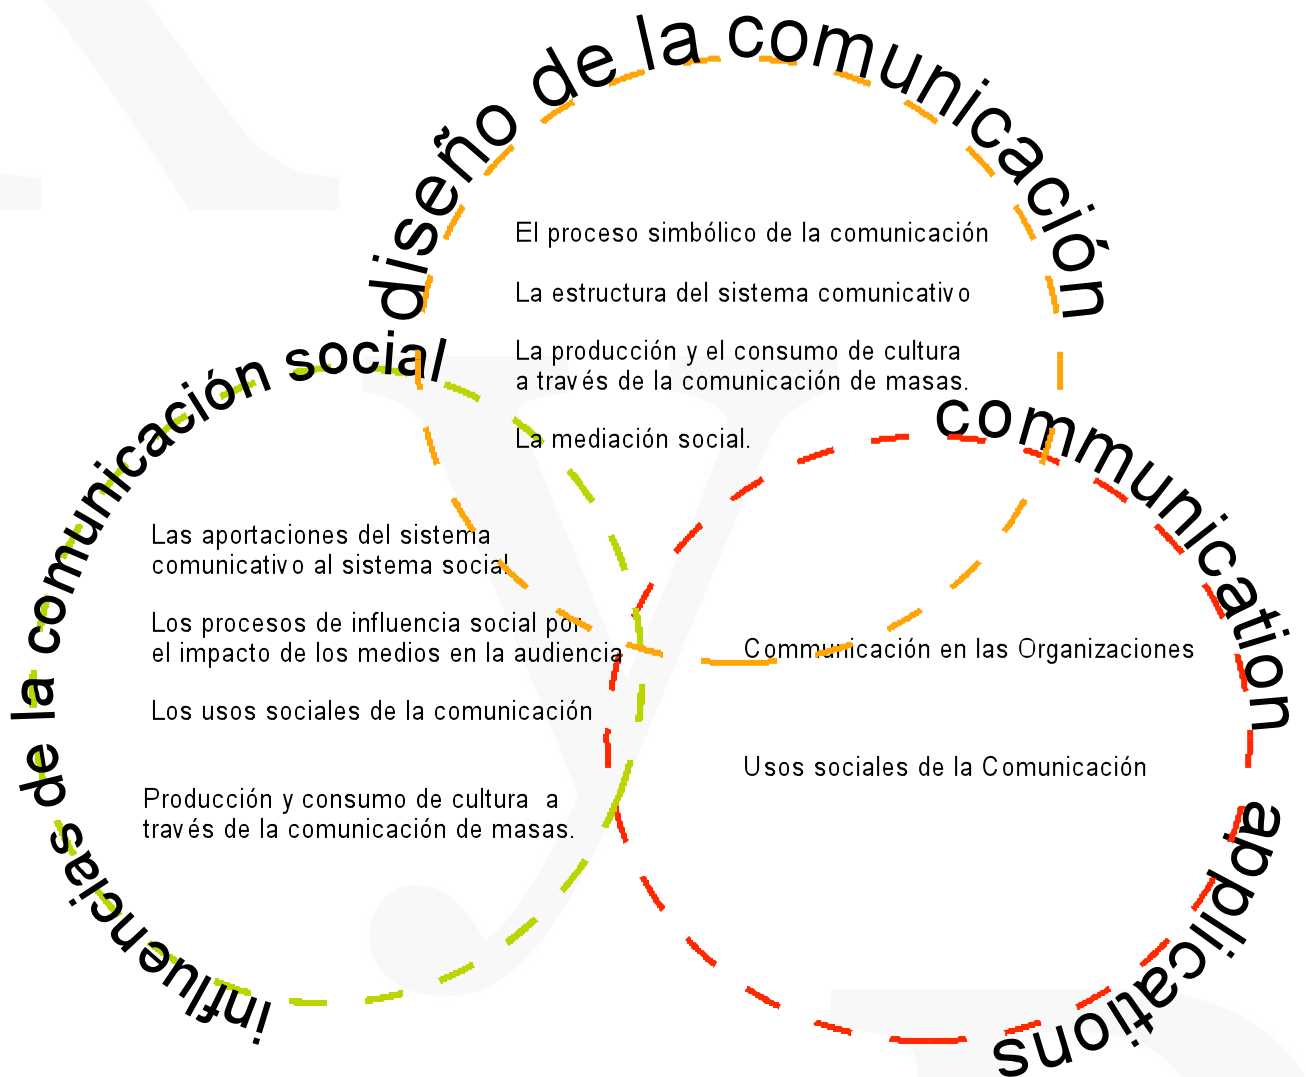 diseño de la comunicación
El proceso simbólico de la comunicación
La estructura del sistema comunicativo
La producción y el consumo de cultura
a través de la comunicación de masas.
La mediación social.
influencias de la comunicación social
Las aportaciones del sistema
comunicativo al sistema social
Los procesos de influencia social por
el impacto de los medios en la audiencia
Los usos sociales de la comunicación
Producción y consumo de cultura a
través de la comunicación de masas.
communication applications
Communicación en las Organizaciones
Usos sociales de la Comunicación